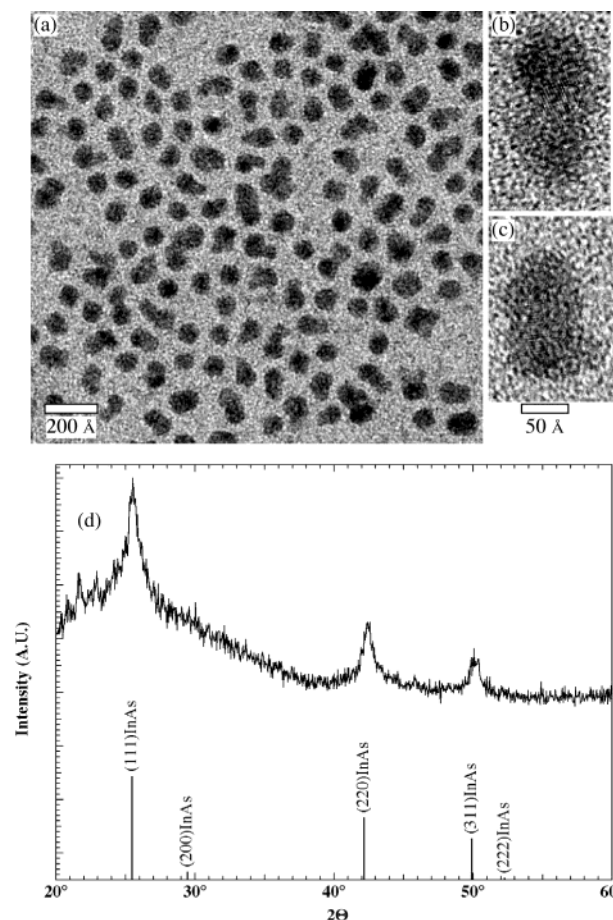 (a)
(b)
(c)
200 Å
50 Å
(d)
Intensity (A.U.)
(111)InAs
(200)InAs
(220)InAs
(311)InAs
(222)InAs
20° 30° 40° 50° 60
2Θ